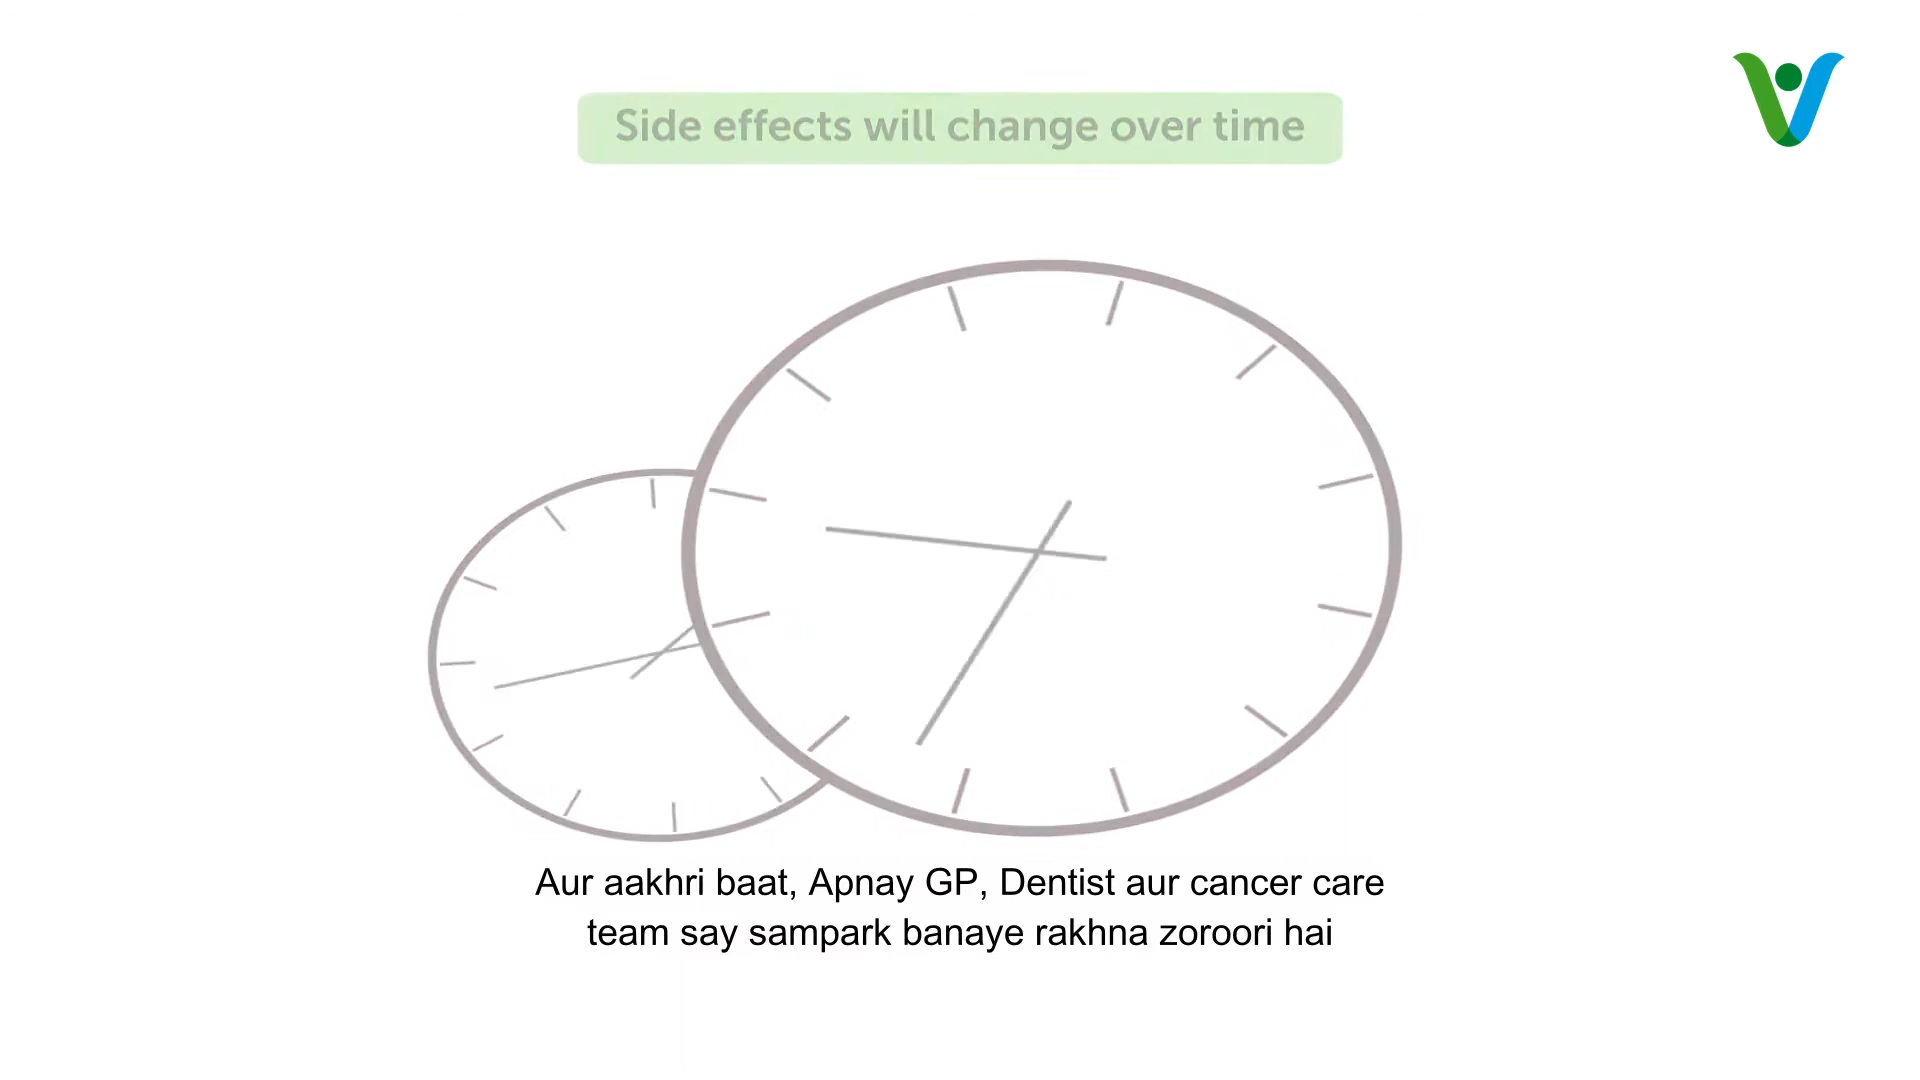 Side effects will change over time
Aur aakhri baat, Apnay GP, Dentist aur cancer care
team say sampark banaye rakhna zoroori hai